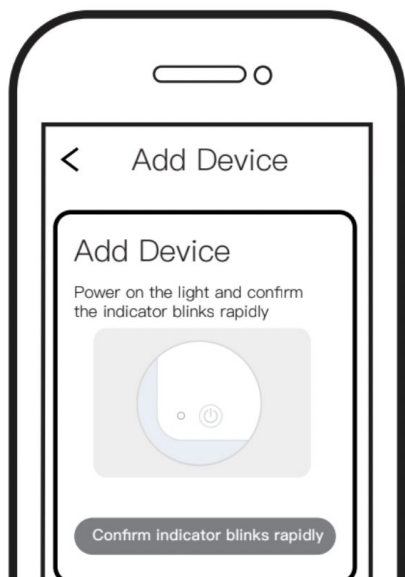 Add Device
Add Device
Power on the light and confirm
the indicator blinks rapidly
Confirm indicator blinks rapidly